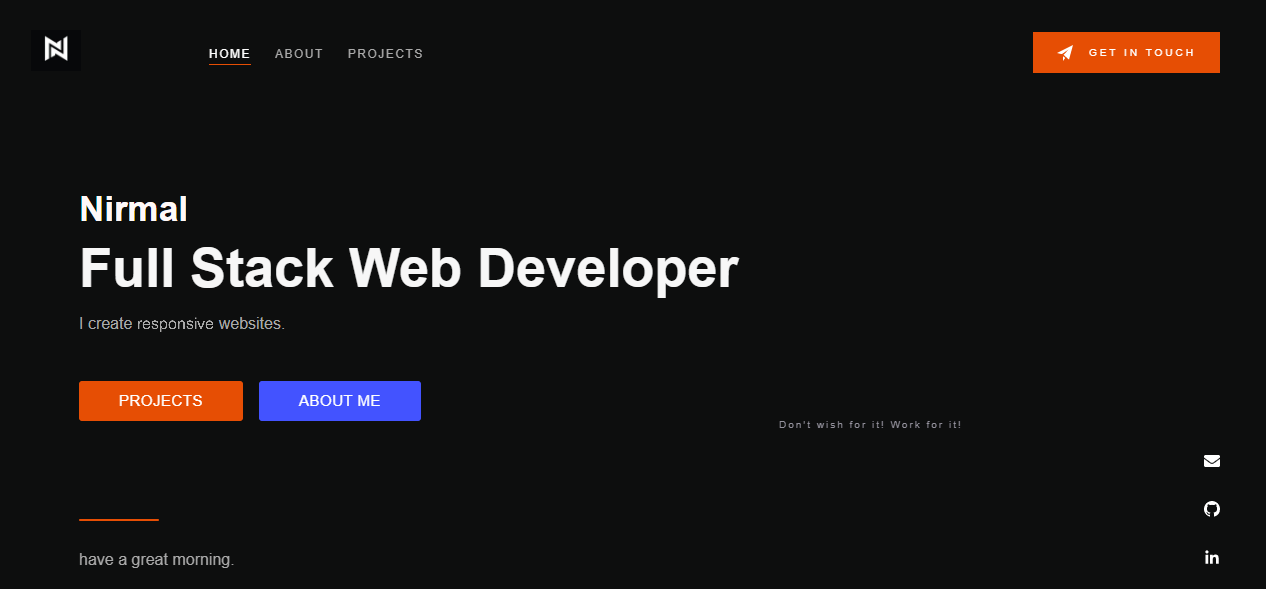 N
HOME ABOUT PROJECTS
GET IN TOUCH
Nirmal
Full Stack Web Developer
I create responsive websites.
PROJECTS ABOUT ME
Don't wish for it! Work for it!
in
have a great morning.